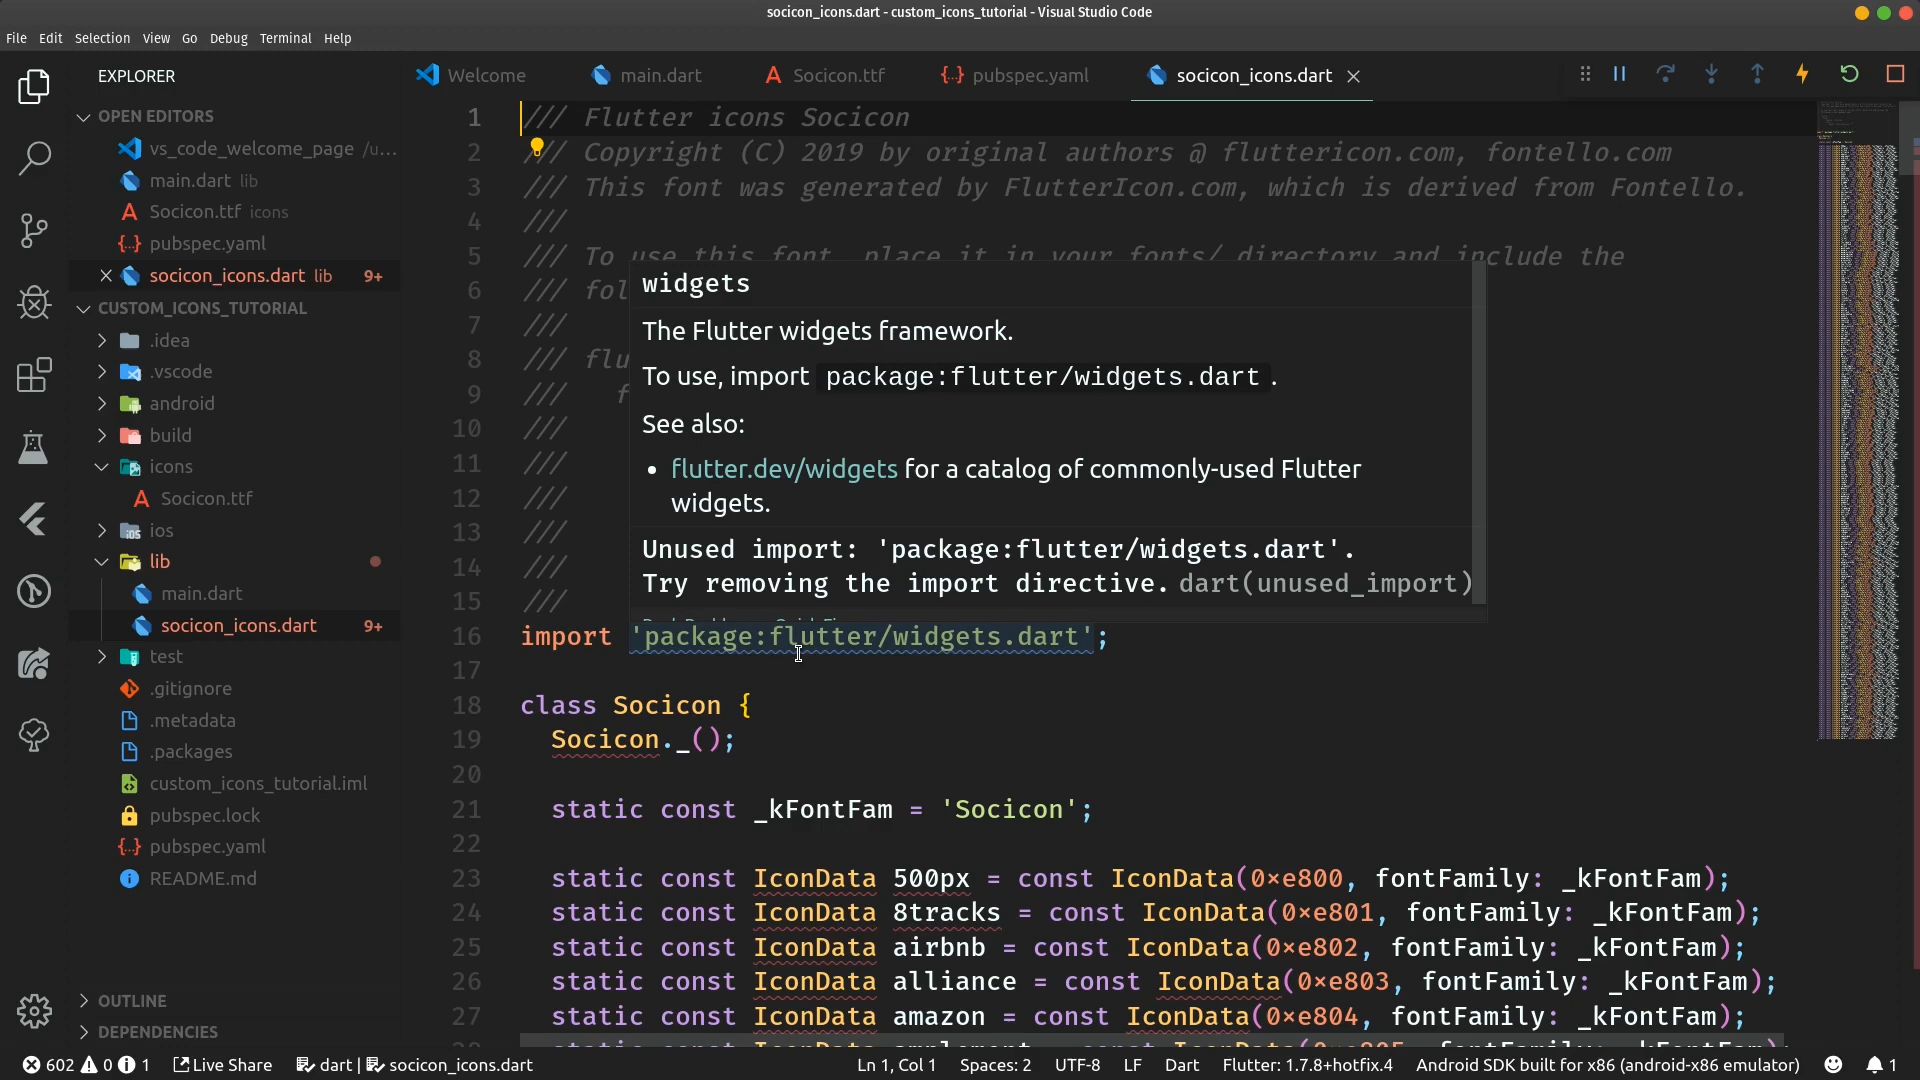 socicon_icons.dart - custom_icons_tutorial - Visual Studio Code
File Edit Selection View Go Debug Terminal Help
EXPLORER
Welcome
main.dart
Socicon.ttf
pubspec.yaml
socicon_icons.dart
OPEN EDITORS
vs_code_welcome_page /u...
main.dart lib
Socicon.ttf icons
pubspec.yaml
socicon_icons.dart lib 9+
CUSTOM_ICONS_TUTORIAL
.idea
.vscode
android
build
icons
Socicon.ttf
ios
lib
main.dart
socicon_icons.dart 9+
test
.gitignore
.metadata
.packages
custom_icons_tutorial.iml
pubspec.lock
pubspec.yaml
README.md
OUTLINE
DEPENDENCIES
1 /// Flutter icons Socicon
2 /// Copyright (C) 2019 by original authors @ fluttericon.com, fontello.com
3 /// This font was generated by FlutterIcon.com, which is derived from Fontello.
4 ///
5 /// To use this font, place it in your fonts/ directory and include the
6 /// fol
7 ///
8 /// flu
9 /// f
10 ///
11 ///
12 ///
13 ///
14 ///
15 ///
widgets
The Flutter widgets framework.
To use, import package:flutter/widgets.dart .
See also:
• flutter.dev/widgets for a catalog of commonly-used Flutter
widgets.
Unused import: 'package:flutter/widgets.dart'.
Try removing the import directive. dart(unused_import)
16 import 'package:flutter/widgets.dart';
17
18 class Socicon {
19 Socicon._();
20
21 static const _kFontFam = 'Socicon';
22
23 static const IconData 500px = const IconData(0xe800, fontFamily: _kFontFam);
24 static const IconData 8tracks = const IconData(0xe801, fontFamily: _kFontFam);
25 static const IconData airbnb = const IconData(0xe802, fontFamily: _kFontFam);
26 static const IconData alliance = const IconData(0xe803, fontFamily: _kFontFam);
27 static const IconData amazon = const IconData(0xe804, fontFamily: _kFontFam);
602 0 1 Live Share dart | socicon_icons.dart Ln 1, Col 1 Spaces: 2 UTF-8 LF Dart Flutter: 1.7.8+hotfix.4 Android SDK built for x86 (android-x86 emulator) 1